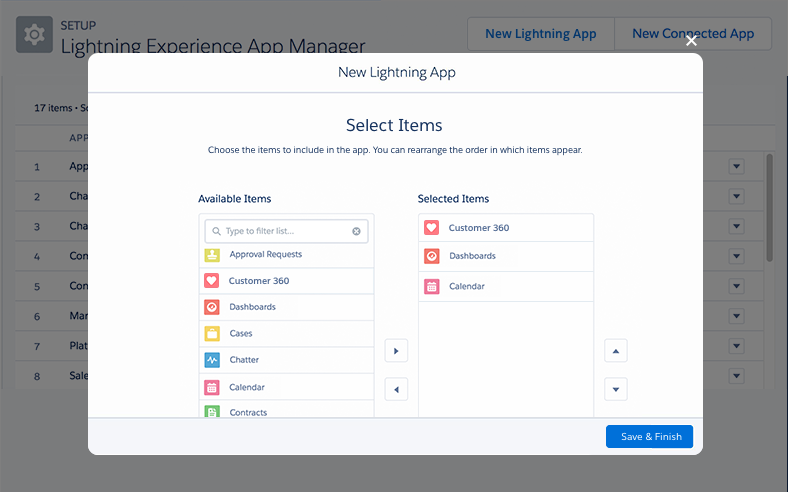 SETUP
Lightning Experience App Manager
New Lightning App
New Connected App
New Lightning App
17 items •
Select Items
Choose the items to include in the app. You can rearrange the order in which items appear.
APP
1 App
2 Cha
3 Cha
4 Con
5 Con
6 Mar
7 Plat
8 Sale
Available Items
Type to filter list...
Approval Requests
Customer 360
Dashboards
Cases
Chatter
Calendar
Contracts
Selected Items
Customer 360
Dashboards
Calendar
Save & Finish